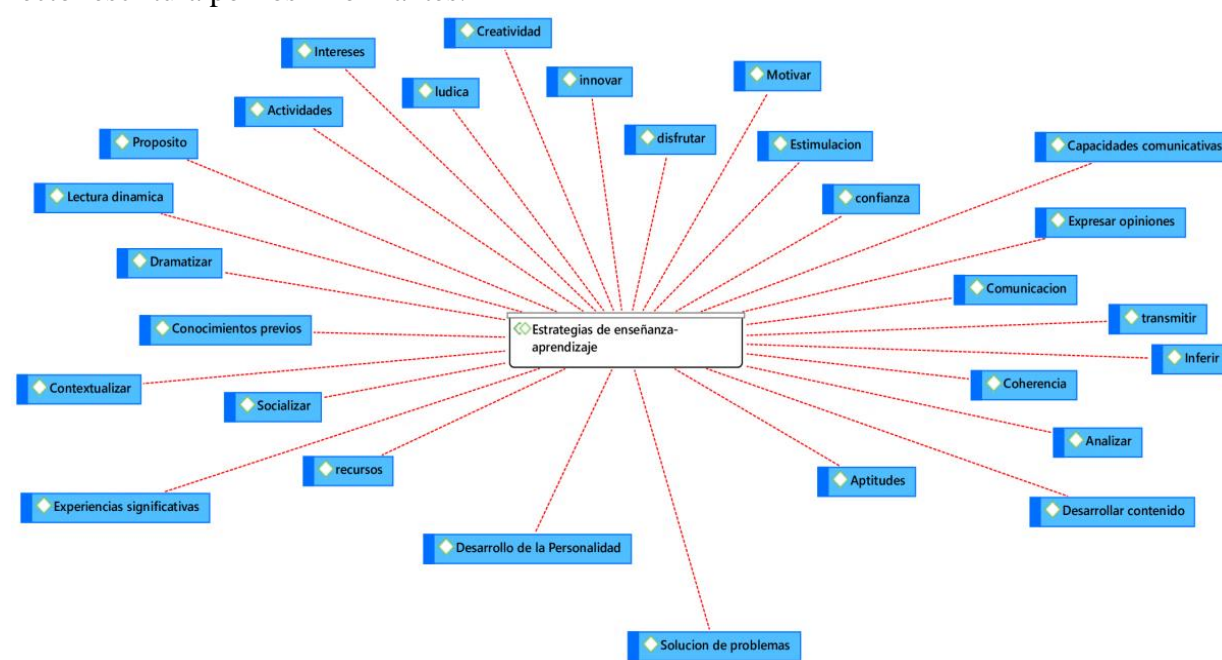 Creatividad
Intereses
innovar
Motivar
ludica
Actividades
disfrutar
Estimulacion
Proposito
Capacidades comunicativas
Lectura dinamica
confianza
Expresar opiniones
Dramatizar
Comunicacion
Conocimientos previos
transmitir
Estrategias de enseñanza-
aprendizaje
Inferir
Contextualizar
Coherencia
Socializar
Analizar
recursos
Aptitudes
Experiencias significativas
Desarrollar contenido
Desarrollo de la Personalidad
Solucion de problemas